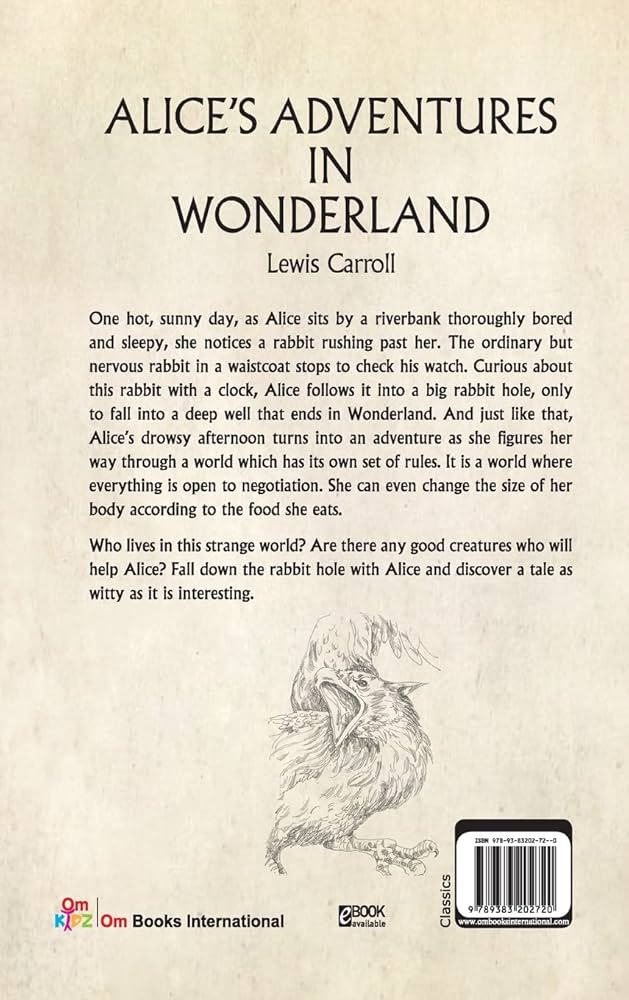 ALICE'S ADVENTURES
IN
WONDERLAND
Lewis Carroll
One hot, sunny day, as Alice sits by a riverbank thoroughly bored
and sleepy, she notices a rabbit rushing past her. The ordinary but
nervous rabbit in a waistcoat stops to check his watch. Curious about
this rabbit with a clock, Alice follows it into a big rabbit hole, only
to fall into a deep well that ends in Wonderland. And just like that,
Alice's drowsy afternoon turns into an adventure as she figures her
way through a world which has its own set of rules. It is a world where
everything is open to negotiation. She can even change the size of her
body according to the food she eats.
Who lives in this strange world? Are there any good creatures who will
help Alice? Fall down the rabbit hole with Alice and discover a tale as
witty as it is interesting.
Om
KIDZ
Om Books International
eBOOK
available
Classics
ISBN 978-93-83202-72--0
9789383202720
www.ombooksinternational.com